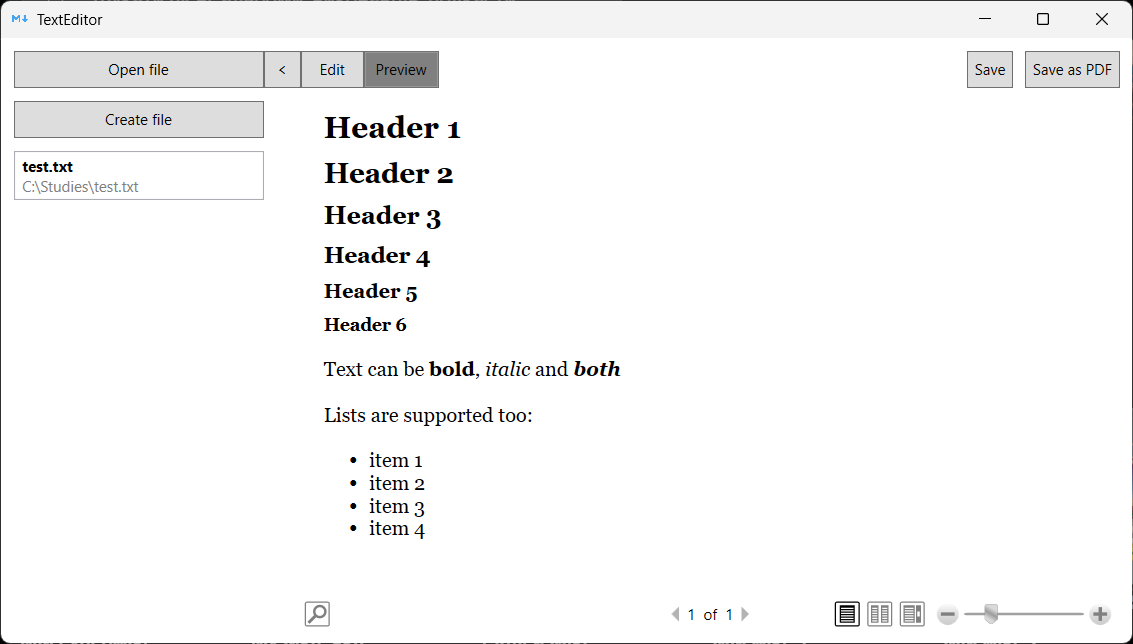 M↓ TextEditor
Open file < Edit Preview Save Save as PDF
Create file
test.txt
C:\Studies\test.txt
Header 1
Header 2
Header 3
Header 4
Header 5
Header 6
Text can be bold, italic and both
Lists are supported too:
• item 1
• item 2
• item 3
• item 4
1 of 1